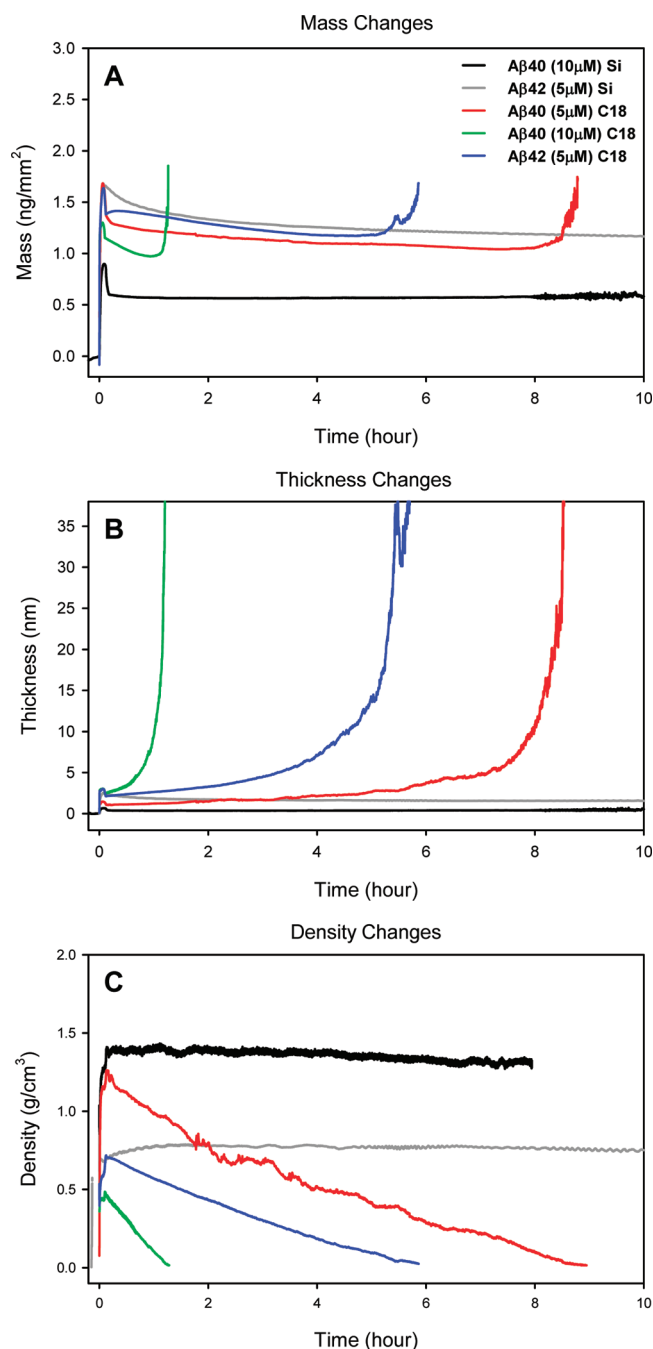 Mass Changes
A
Aβ40 (10μM) Si
Aβ42 (5μM) Si
Aβ40 (5μM) C18
Aβ40 (10μM) C18
Aβ42 (5μM) C18
Mass (ng/mm²)
3.0
2.5
2.0
1.5
1.0
0.5
0.0
0 2 4 6 8 10
Time (hour)
Thickness Changes
B
Thickness (nm)
35
30
25
20
15
10
5
0
0 2 4 6 8 10
Time (hour)
Density Changes
C
Density (g/cm³)
2.0
1.5
1.0
0.5
0.0
0 2 4 6 8 10
Time (hour)